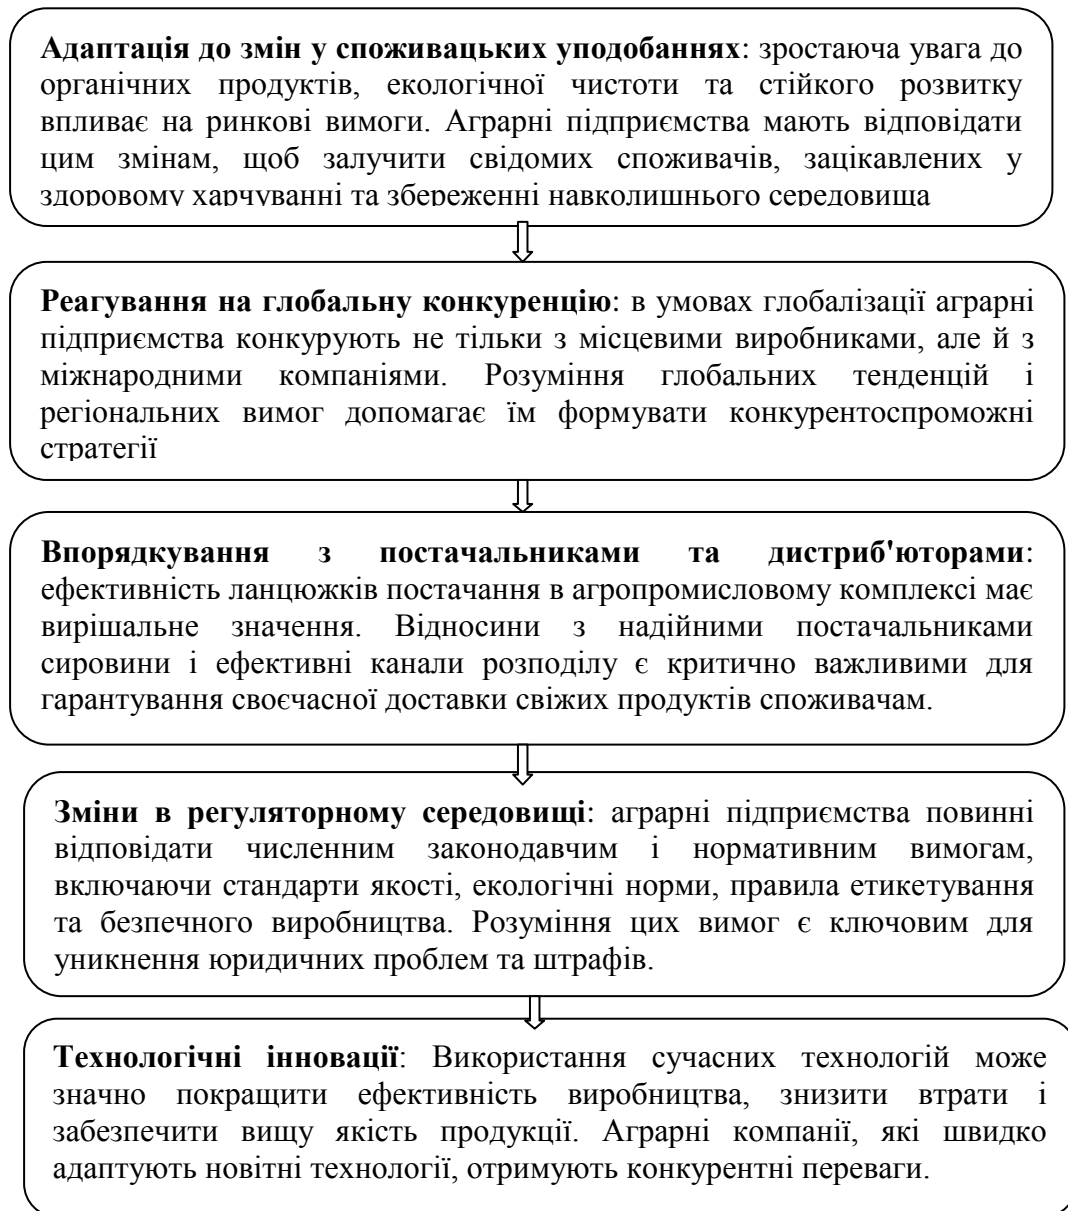 Адаптація до змін у споживацьких уподобаннях: зростаюча увага до
органічних продуктів, екологічної чистоти та стійкого розвитку
впливає на ринкові вимоги. Аграрні підприємства мають відповідати
цим змінам, щоб залучити свідомих споживачів, зацікавлених у
здоровому харчуванні та збереженні навколишнього середовища
Реагування на глобальну конкуренцію: в умовах глобалізації аграрні
підприємства конкурують не тільки з місцевими виробниками, але й з
міжнародними компаніями. Розуміння глобальних тенденцій і
регіональних вимог допомагає їм формувати конкурентоспроможні
стратегії
Впорядкування з постачальниками та дистриб'юторами:
ефективність ланцюжків постачання в агропромисловому комплексі має
вирішальне значення. Відносини з надійними постачальниками
сировини і ефективні канали розподілу є критично важливими для
гарантування своєчасної доставки свіжих продуктів споживачам.
Зміни в регуляторному середовищі: аграрні підприємства повинні
відповідати численним законодавчим і нормативним вимогам,
включаючи стандарти якості, екологічні норми, правила етикетування
та безпечного виробництва. Розуміння цих вимог є ключовим для
уникнення юридичних проблем та штрафів.
Технологічні інновації: Використання сучасних технологій може
значно покращити ефективність виробництва, знизити втрати і
забезпечити вищу якість продукції. Аграрні компанії, які швидко
адаптують новітні технології, отримують конкурентні переваги.